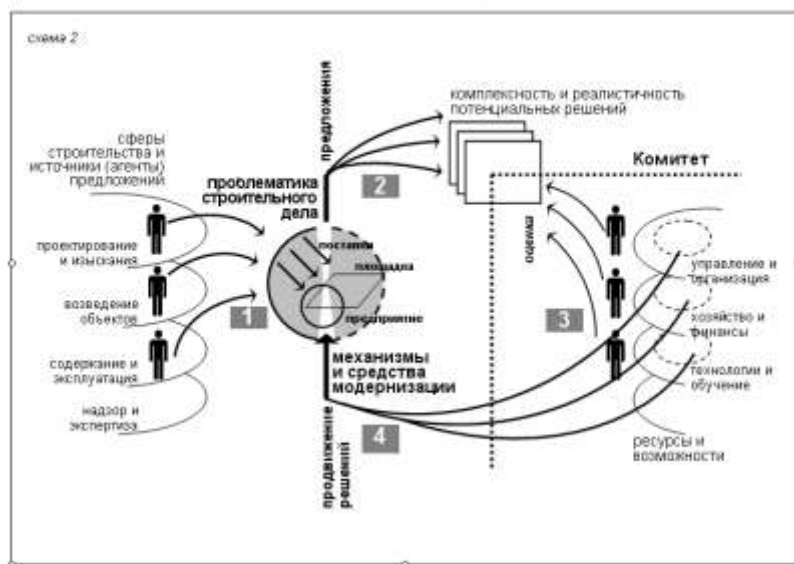 схема 2
сферы
строительства и
источники (агенты)
предложений
проектирование
и изыскания
возведение
объектов
содержание и
эксплуатация
надзор и
экспертиза
1
проблематика
строительного
дела
предложения
поставки
площадка
предприятие
механизмы
и средства
модернизации
продвижение
решений
2
комплексность и реалистичность
потенциальных решений
Комитет
оценка
3
4
управление и
организация
хозяйство и
финансы
технологии и
обучение
ресурсы и
возможности